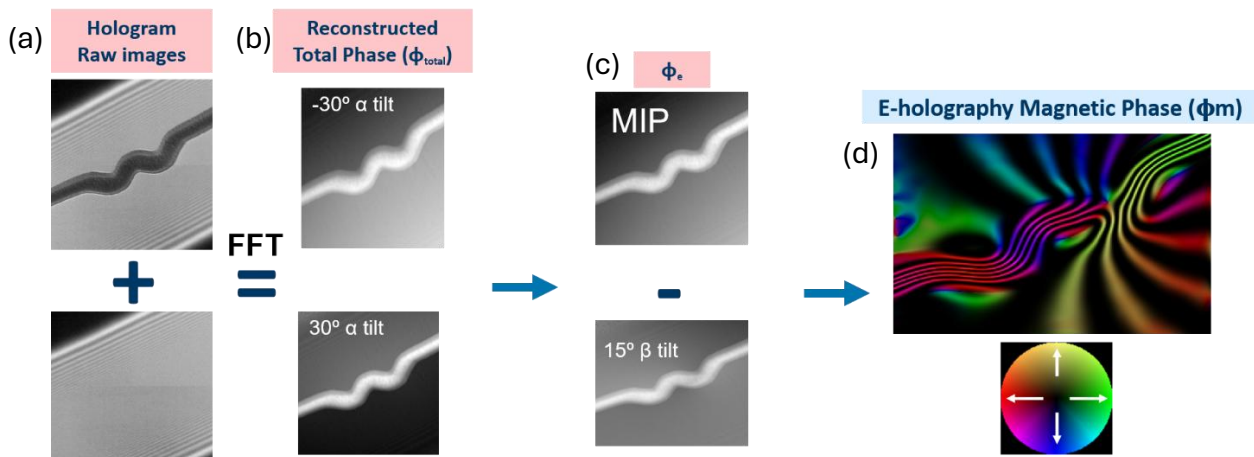 (a)
Hologram
Raw images
(b)
Reconstructed
Total Phase (ϕtotal)
(c)
ϕe
E-holography Magnetic Phase (ϕm)
(d)
-30º α tilt
MIP
+
FFT
=
-
30º α tilt
15º β tilt